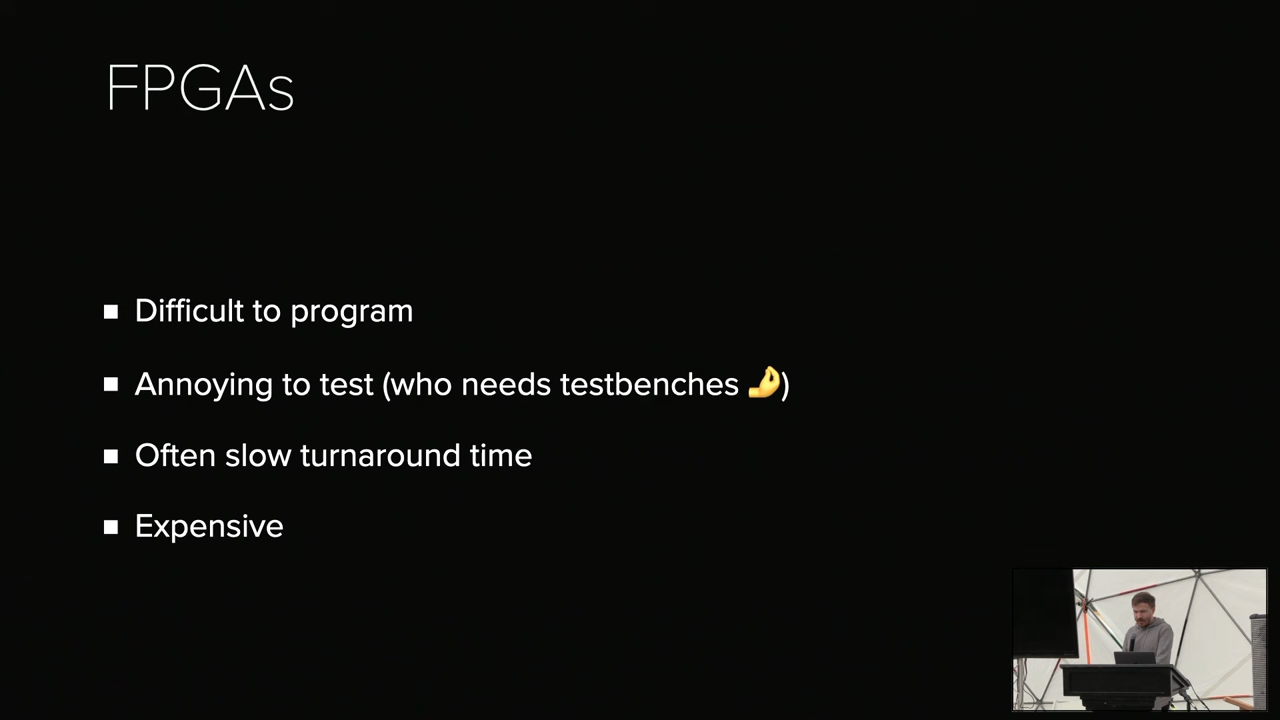 FPGAs
▪ Difficult to program
▪ Annoying to test (who needs testbenches 🤌)
▪ Often slow turnaround time
▪ Expensive